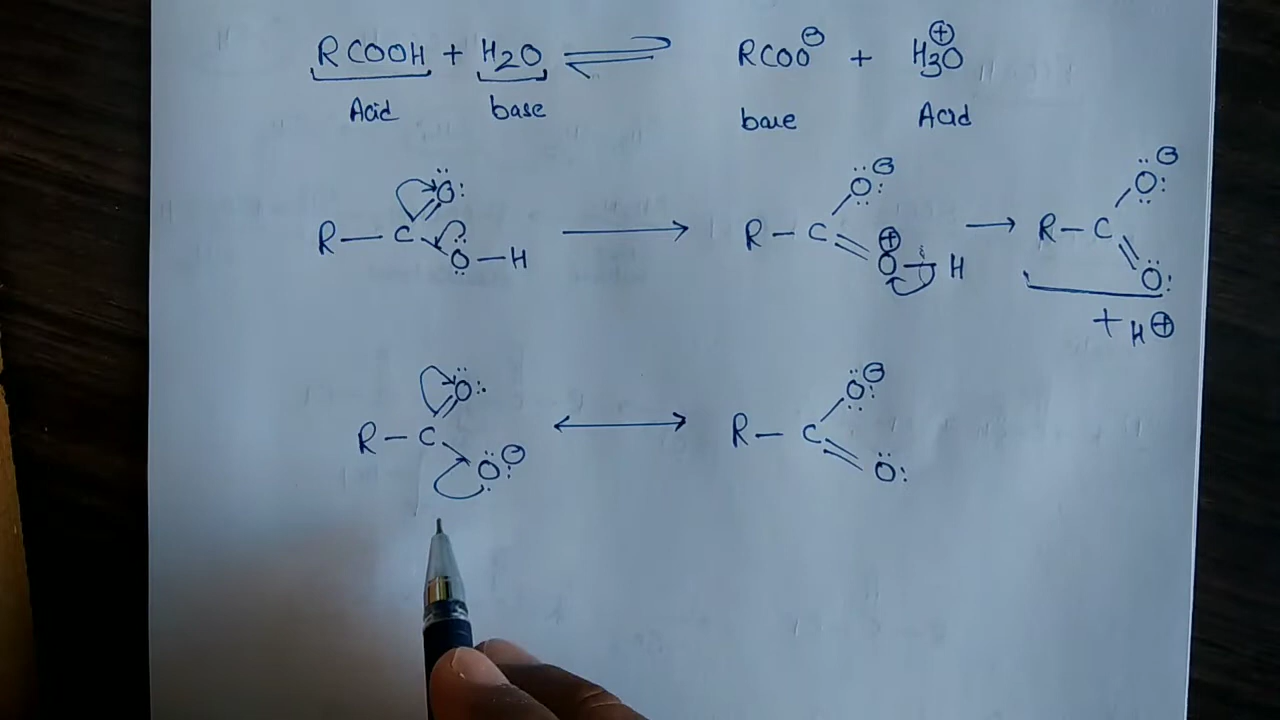 RCOOH + H2O ⇌ RCOO⊖ + H3O⊕
Acid base base Acid
R—C=Ö: —Ö—H → R—C—Ö:⊖ =O⊕—H → R—C—Ö:⊖ =Ö:
+ H⊕
R—C=Ö: —Ö:⊖ ↔ R—C—Ö:⊖ =Ö: